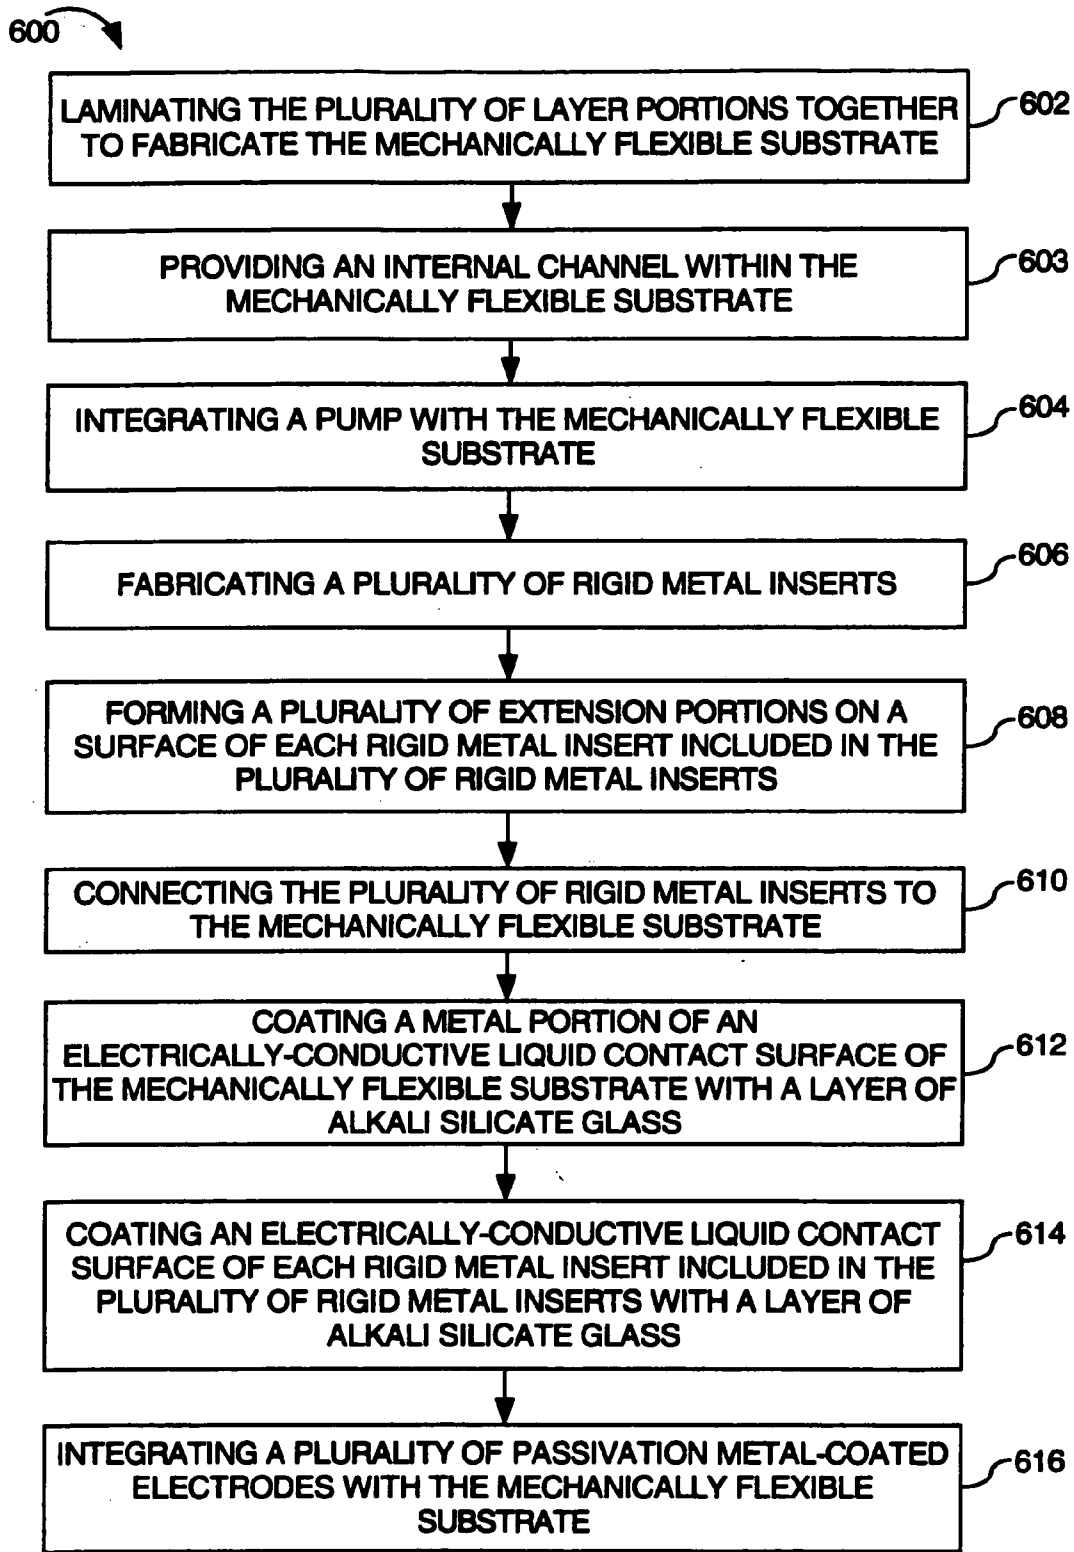 600
LAMINATING THE PLURALITY OF LAYER PORTIONS TOGETHER
TO FABRICATE THE MECHANICALLY FLEXIBLE SUBSTRATE
602
PROVIDING AN INTERNAL CHANNEL WITHIN THE
MECHANICALLY FLEXIBLE SUBSTRATE
603
INTEGRATING A PUMP WITH THE MECHANICALLY FLEXIBLE
SUBSTRATE
604
FABRICATING A PLURALITY OF RIGID METAL INSERTS
606
FORMING A PLURALITY OF EXTENSION PORTIONS ON A
SURFACE OF EACH RIGID METAL INSERT INCLUDED IN THE
PLURALITY OF RIGID METAL INSERTS
608
CONNECTING THE PLURALITY OF RIGID METAL INSERTS TO
THE MECHANICALLY FLEXIBLE SUBSTRATE
610
COATING A METAL PORTION OF AN
ELECTRICALLY-CONDUCTIVE LIQUID CONTACT SURFACE OF
THE MECHANICALLY FLEXIBLE SUBSTRATE WITH A LAYER OF
ALKALI SILICATE GLASS
612
COATING AN ELECTRICALLY-CONDUCTIVE LIQUID CONTACT
SURFACE OF EACH RIGID METAL INSERT INCLUDED IN THE
PLURALITY OF RIGID METAL INSERTS WITH A LAYER OF
ALKALI SILICATE GLASS
614
INTEGRATING A PLURALITY OF PASSIVATION METAL-COATED
ELECTRODES WITH THE MECHANICALLY FLEXIBLE
SUBSTRATE
616